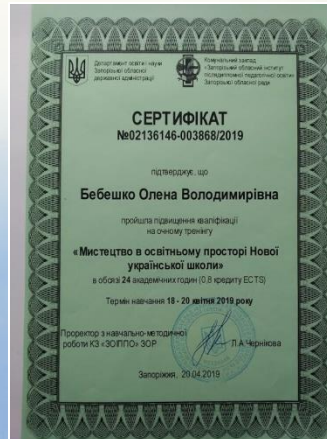 Департамент освіти і науки
Запорізької обласної
державної адміністрації
Комунальний заклад
«Запорізький обласний інститут
післядипломної педагогічної освіти»
Запорізької обласної ради
СЕРТИФІКАТ
№02136146-003868/2019
підтверджує, що
Бебешко Олена Володимирівна
пройшла підвищення кваліфікації
на очному тренінгу
«Мистецтво в освітньому просторі Нової
української школи»
в обсязі 24 академічних годин (0,8 кредиту ECTS)
Термін навчання 18 - 20 квітня 2019 року
Проректор з навчально-методичної
роботи КЗ «ЗОІППО» ЗОР
Л.А.Чернікова
Запоріжжя, 20.04.2019